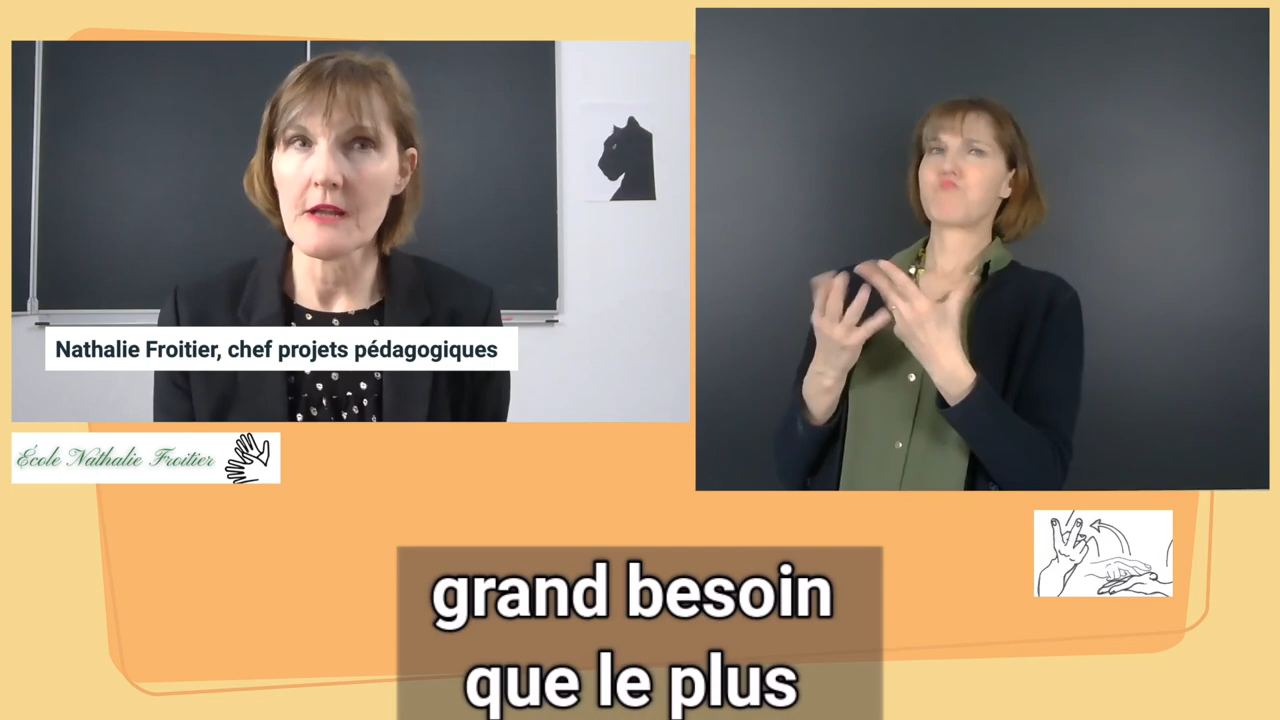 Nathalie Froitier, chef projets pédagogiques
École Nathalie Froitier
grand besoin
que le plus